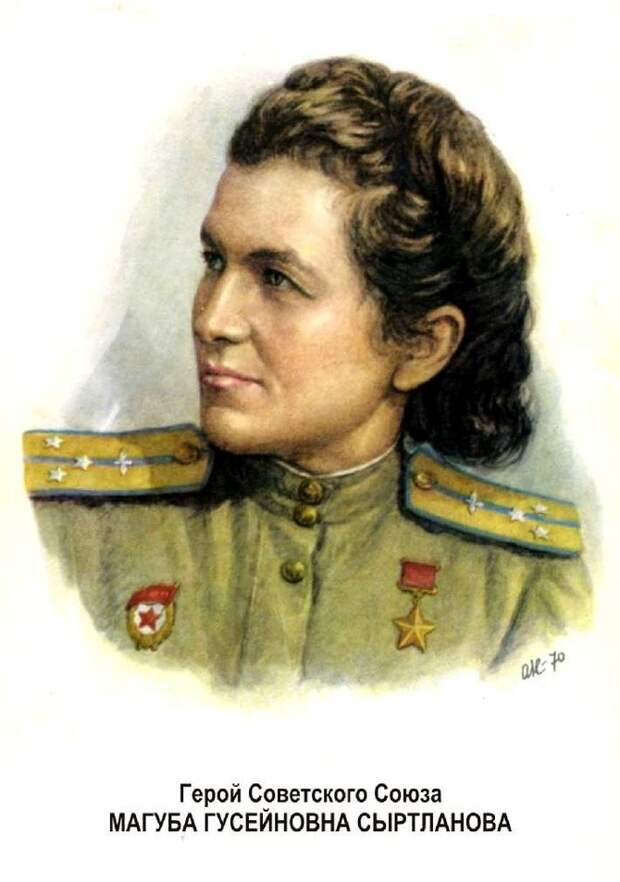 Герой Советского Союза
МАГУБА ГУСЕЙНОВНА СЫРТЛАНОВА